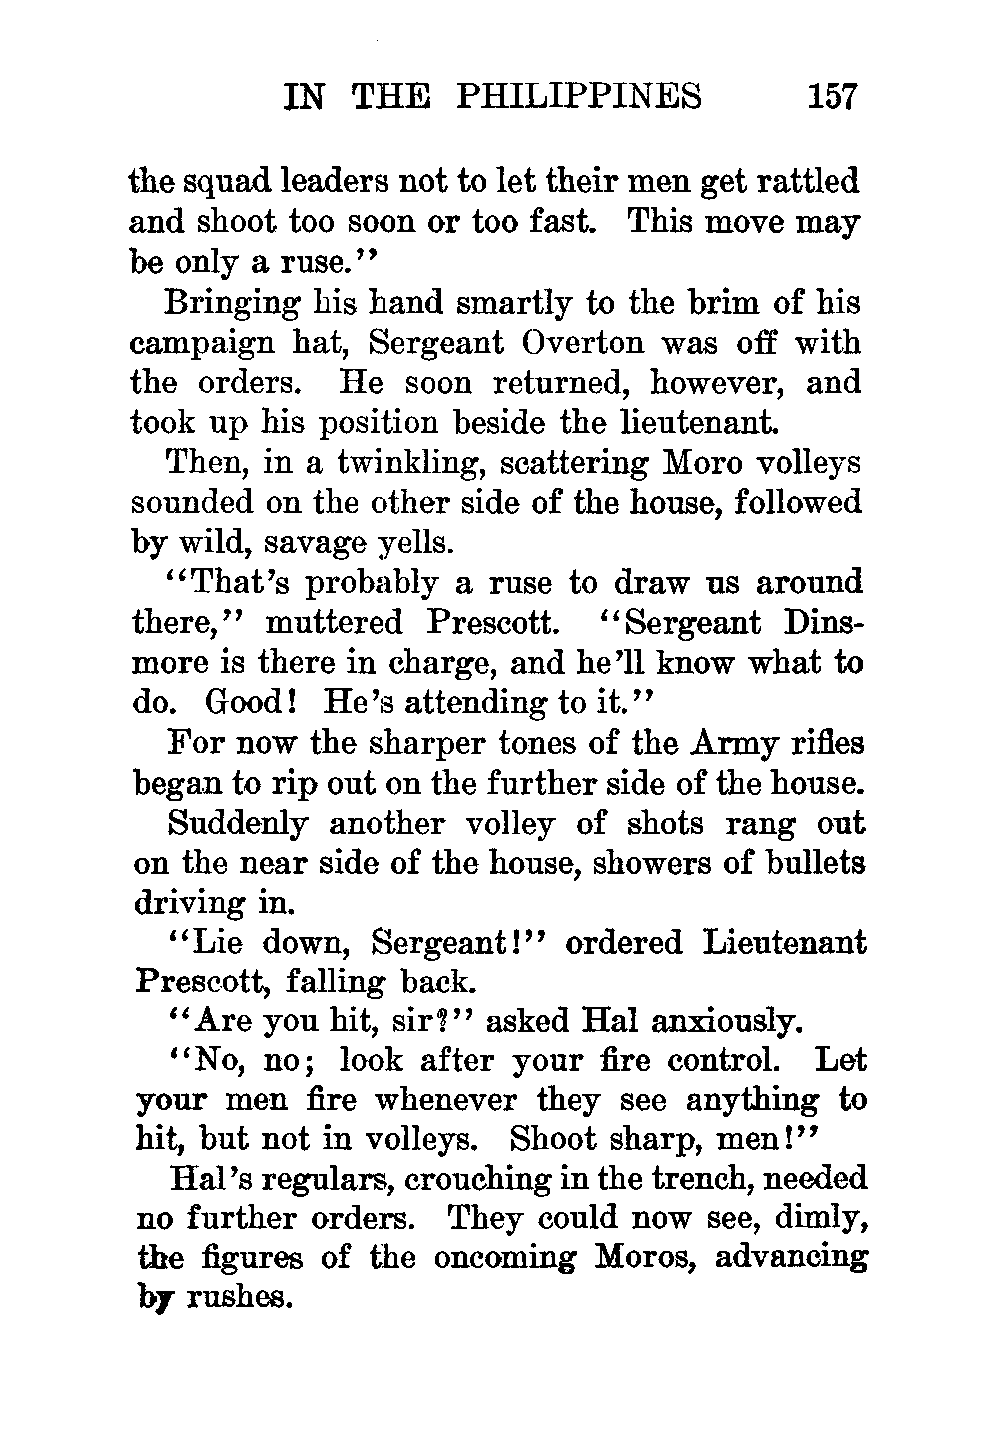 IN THE PHILIPPINES 157
the squad leaders not to let their men get rattled
and shoot too soon or too fast. This move may
be only a ruse.”
Bringing his hand smartly to the brim of his
campaign hat, Sergeant Overton was off with
the orders. He soon returned, however, and
took up his position beside the lieutenant.
Then, in a twinkling, scattering Moro volleys
sounded on the other side of the house, followed
by wild, savage yells.
“That’s probably a ruse to draw us around
there,” muttered Prescott. “Sergeant Dins-
more is there in charge, and he’ll know what to
do. Good! He’s attending to it.”
For now the sharper tones of the Army rifles
began to rip out on the further side of the house.
Suddenly another volley of shots rang out
on the near side of the house, showers of bullets
driving in.
“Lie down, Sergeant!” ordered Lieutenant
Prescott, falling back.
“Are you hit, sir?” asked Hal anxiously.
“No, no; look after your fire control. Let
your men fire whenever they see anything to
hit, but not in volleys. Shoot sharp, men!”
Hal’s regulars, crouching in the trench, needed
no further orders. They could now see, dimly,
the figures of the oncoming Moros, advancing
by rushes.